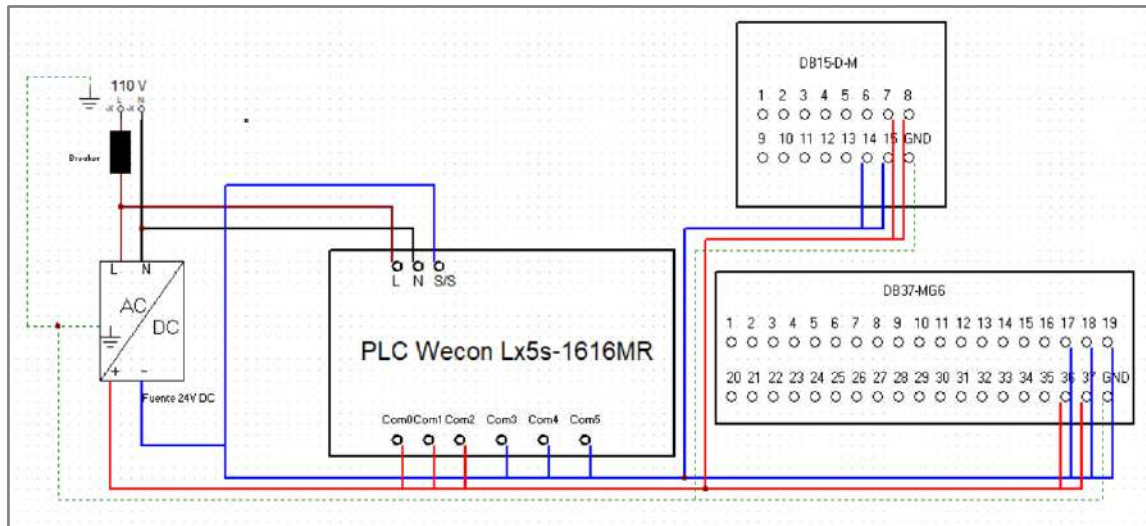 110 V
L N
Breaker
L N
AC
DC
+ -
Fuente 24V DC
L N S/S
PLC Wecon Lx5s-1616MR
Com0 Com1 Com2 Com3 Com4 Com5
DB15-D-M
1 2 3 4 5 6 7 8
9 10 11 12 13 14 15 GND
DB37-MG6
1 2 3 4 5 6 7 8 9 10 11 12 13 14 15 16 17 18 19
20 21 22 23 24 25 26 27 28 29 30 31 32 33 34 35 36 37 GND